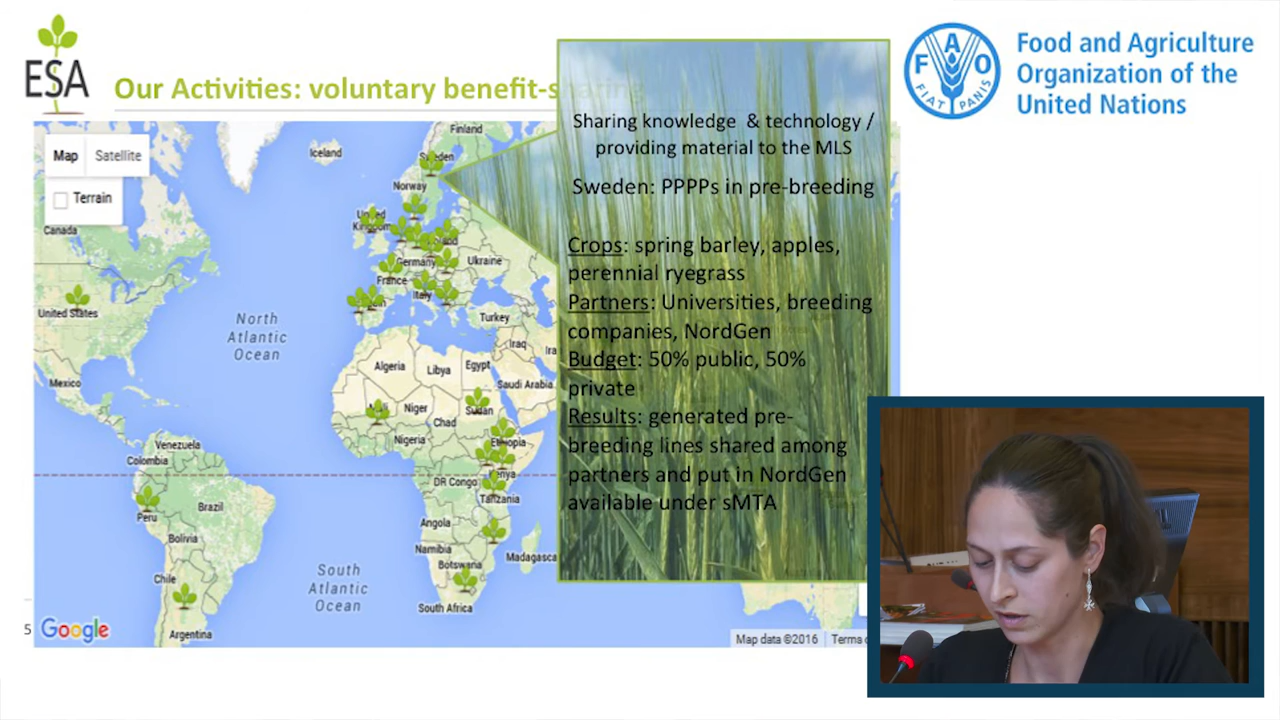 ESA
Our Activities: voluntary benefit-sharing
FAO
FIAT PANIS
Food and Agriculture
Organization of the
United Nations
Map Satellite
Terrain
Sharing knowledge & technology /
providing material to the MLS
Sweden: PPPPs in pre-breeding
Crops: spring barley, apples,
perennial ryegrass
Partners: Universities, breeding
companies, NordGen
Budget: 50% public, 50%
private
Results: generated pre-
breeding lines shared among
partners and put in NordGen
available under sMTA
Iceland
Finland
Sweden
Norway
United
Kingdom
Poland
Germany
Ukraine
France
Italy
Spain
Turkey
Canada
United States
North
Atlantic
Ocean
Iraq
Algeria
Libya
Egypt
Saudi Arabia
Mexico
Mali
Niger
Chad
Sudan
Nigeria
Ethiopia
Venezuela
Colombia
Kenya
DR Congo
Tanzania
Brazil
Peru
Angola
Bolivia
Namibia
Madagasca
Botswana
Chile
South
Atlantic
Ocean
South Africa
Argentina
5
Google
Map data ©2016
Terms